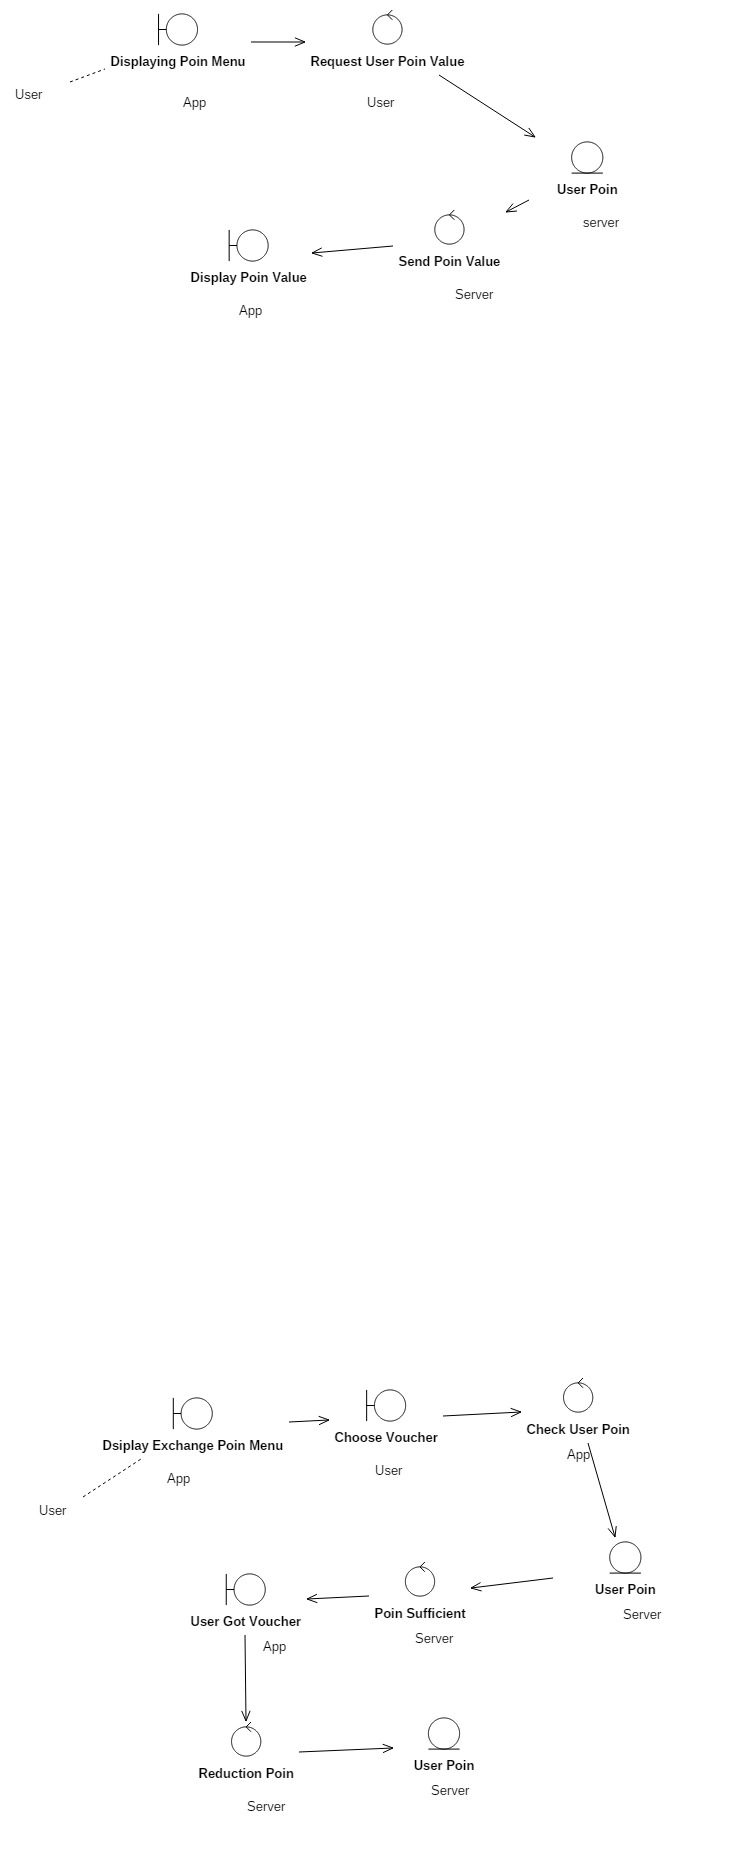 Displaying Poin Menu
Request User Poin Value
User
App
User
User Poin
server
Send Poin Value
Display Poin Value
Server
App
Check User Poin
Choose Voucher
Dsiplay Exchange Poin Menu
App
User
App
User
User Poin
Poin Sufficient
Server
User Got Voucher
Server
App
User Poin
Reduction Poin
Server
Server